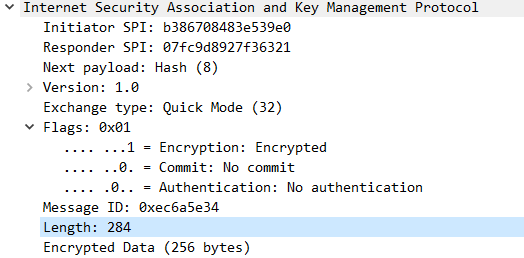 Internet Security Association and Key Management Protocol
Initiator SPI: b386708483e539e0
Responder SPI: 07fc9d8927f36321
Next payload: Hash (8)
Version: 1.0
Exchange type: Quick Mode (32)
Flags: 0x01
.... ...1 = Encryption: Encrypted
.... ..0. = Commit: No commit
.... .0.. = Authentication: No authentication
Message ID: 0xec6a5e34
Length: 284
Encrypted Data (256 bytes)